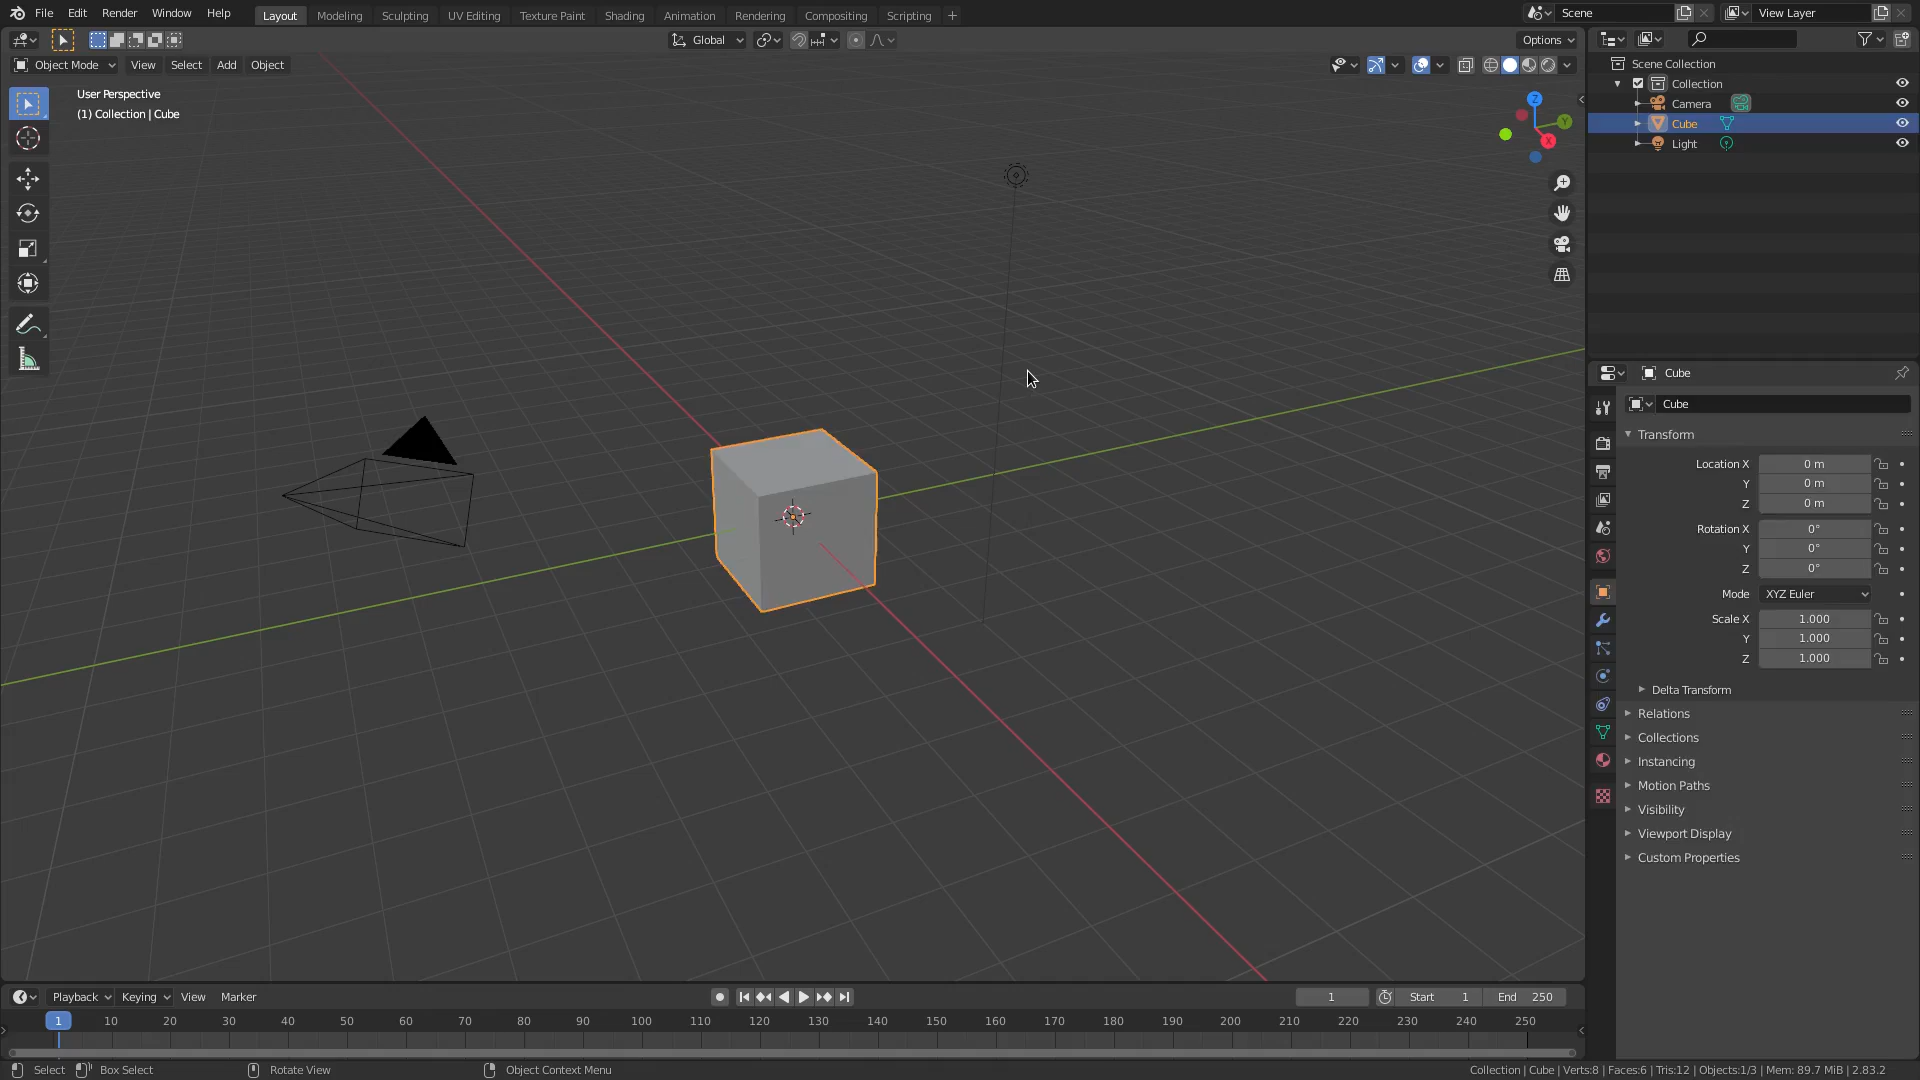 File Edit Render Window Help Layout Modeling Sculpting UV Editing Texture Paint Shading Animation Rendering Compositing Scripting + Scene View Layer
Global Options
Object Mode View Select Add Object
User Perspective
(1) Collection | Cube
Z
Y
X
Scene Collection
Collection
Camera
Cube
Light
Cube
Cube
Transform
Location X 0 m
Y 0 m
Z 0 m
Rotation X 0°
Y 0°
Z 0°
Mode XYZ Euler
Scale X 1.000
Y 1.000
Z 1.000
Delta Transform
Relations
Collections
Instancing
Motion Paths
Visibility
Viewport Display
Custom Properties
Playback Keying View Marker 1 Start 1 End 250
1 10 20 30 40 50 60 70 80 90 100 110 120 130 140 150 160 170 180 190 200 210 220 230 240 250
Select Box Select Rotate View Object Context Menu Collection | Cube | Verts:8 | Faces:6 | Tris:12 | Objects:1/3 | Mem: 89.7 MiB | 2.83.2